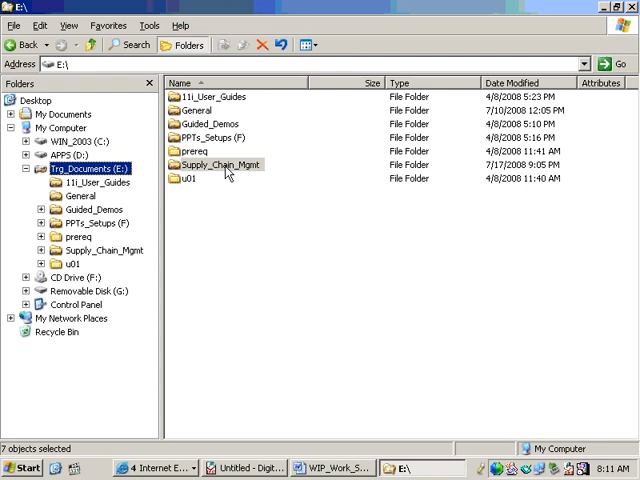 E:\
File Edit View Favorites Tools Help
Back Search Folders
Address E:\ Go
Folders
Desktop
My Documents
My Computer
WIN_2003 (C:)
APPS (D:)
Trg_Documents (E:)
11i_User_Guides
General
Guided_Demos
PPTs_Setups (F)
prereq
Supply_Chain_Mgmt
u01
CD Drive (F:)
Removable Disk (G:)
Control Panel
My Network Places
Recycle Bin
Name Size Type Date Modified Attributes
11i_User_Guides File Folder 4/8/2008 5:23 PM
General File Folder 7/10/2008 12:05 PM
Guided_Demos File Folder 4/8/2008 5:10 PM
PPTs_Setups (F) File Folder 4/8/2008 5:16 PM
prereq File Folder 4/8/2008 11:41 AM
Supply_Chain_Mgmt File Folder 7/17/2008 9:05 PM
u01 File Folder 4/8/2008 11:40 AM
7 objects selected My Computer
Start 4 Internet E... Untitled - Digit... WIP_Work_S... E:\ 8:11 AM